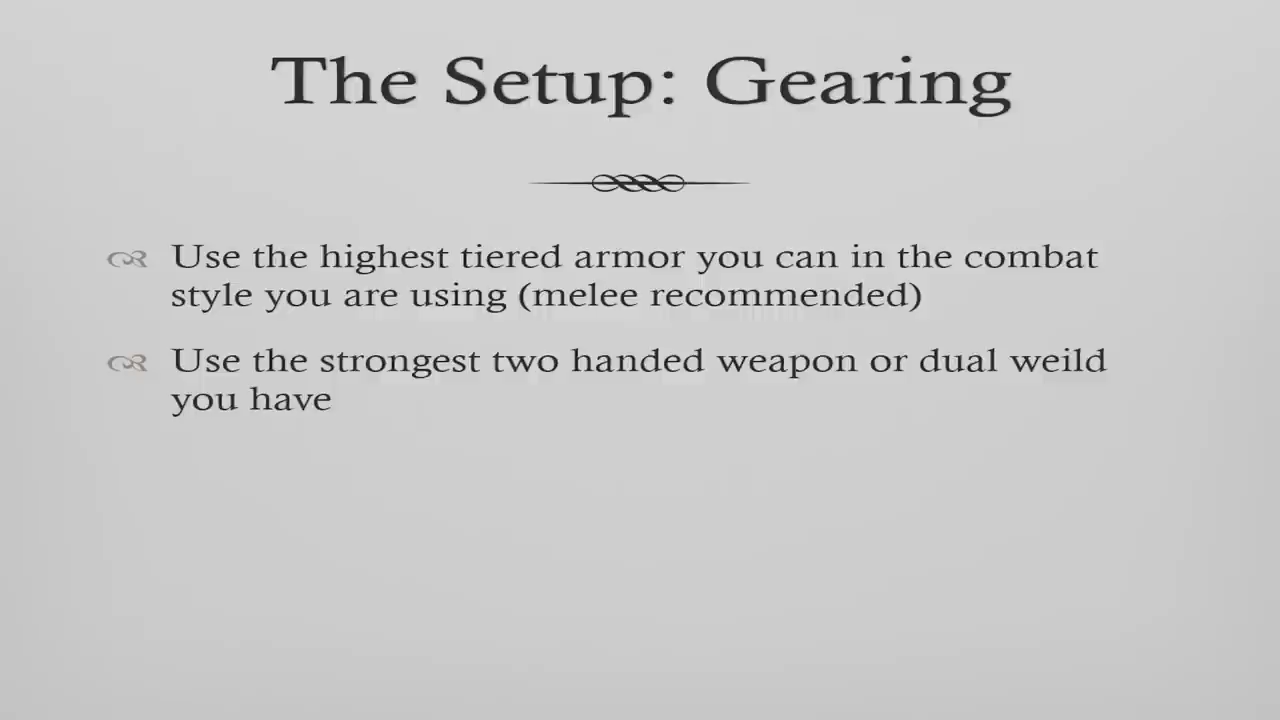 The Setup: Gearing
Use the highest tiered armor you can in the combat
style you are using (melee recommended)
Use the strongest two handed weapon or dual weild
you have